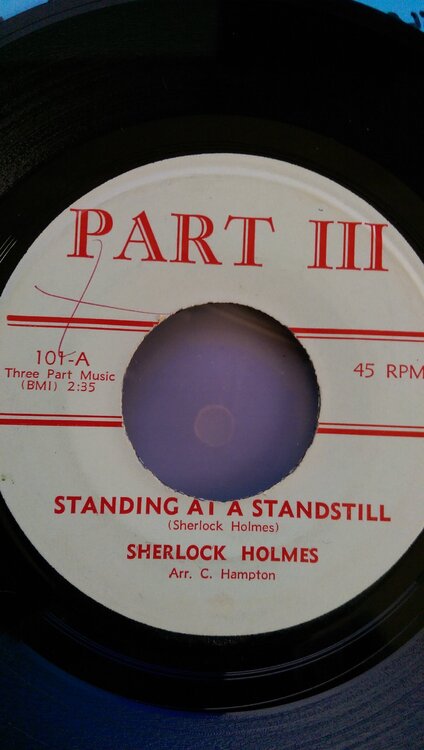 PART III
101-A
Three Part Music
(BMI) 2:35
45 RPM
STANDING AT A STANDSTILL
(Sherlock Holmes)
SHERLOCK HOLMES
Arr. C. Hampton